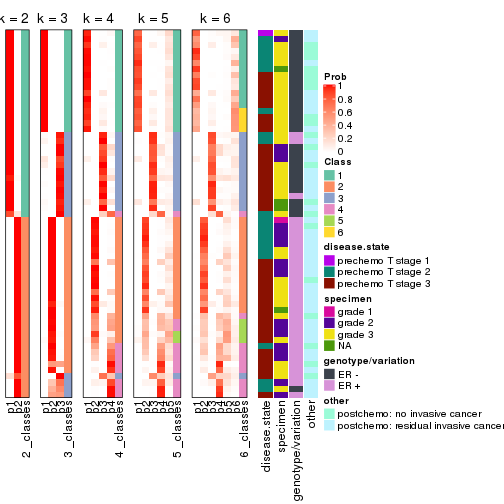 k = 2
k = 3
k = 4
k = 5
k = 6
p1
p2
2_classes
p1
p2
p3
3_classes
p1
p2
p3
p4
4_classes
p1
p2
p3
p4
p5
5_classes
p1
p2
p3
p4
p5
p6
6_classes
disease.state
specimen
genotype/variation
other
Prob
1
0.8
0.6
0.4
0.2
0
Class
1
2
3
4
5
6
disease.state
prechemo T stage 1
prechemo T stage 2
prechemo T stage 3
specimen
grade 1
grade 2
grade 3
NA
genotype/variation
ER -
ER +
other
postchemo: no invasive cancer
postchemo: residual invasive cancer